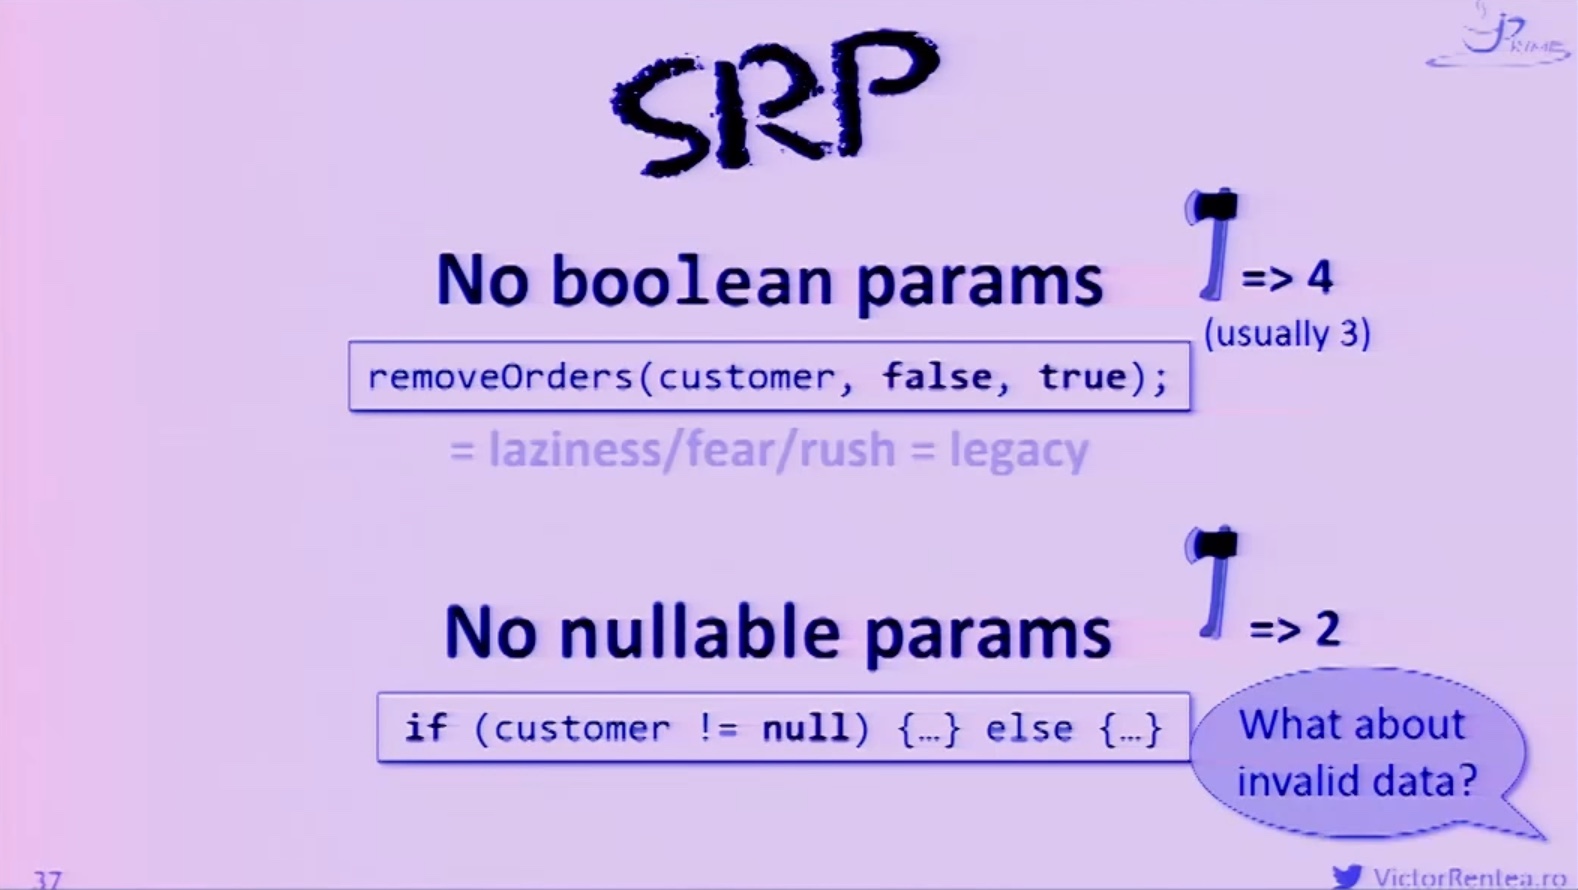 JPRIME
SRP
No boolean params
=> 4
(usually 3)
removeOrders(customer, false, true);
= laziness/fear/rush = legacy
No nullable params
=> 2
if (customer != null) {…} else {…}
What about
invalid data?
37
VictorRentea.ro